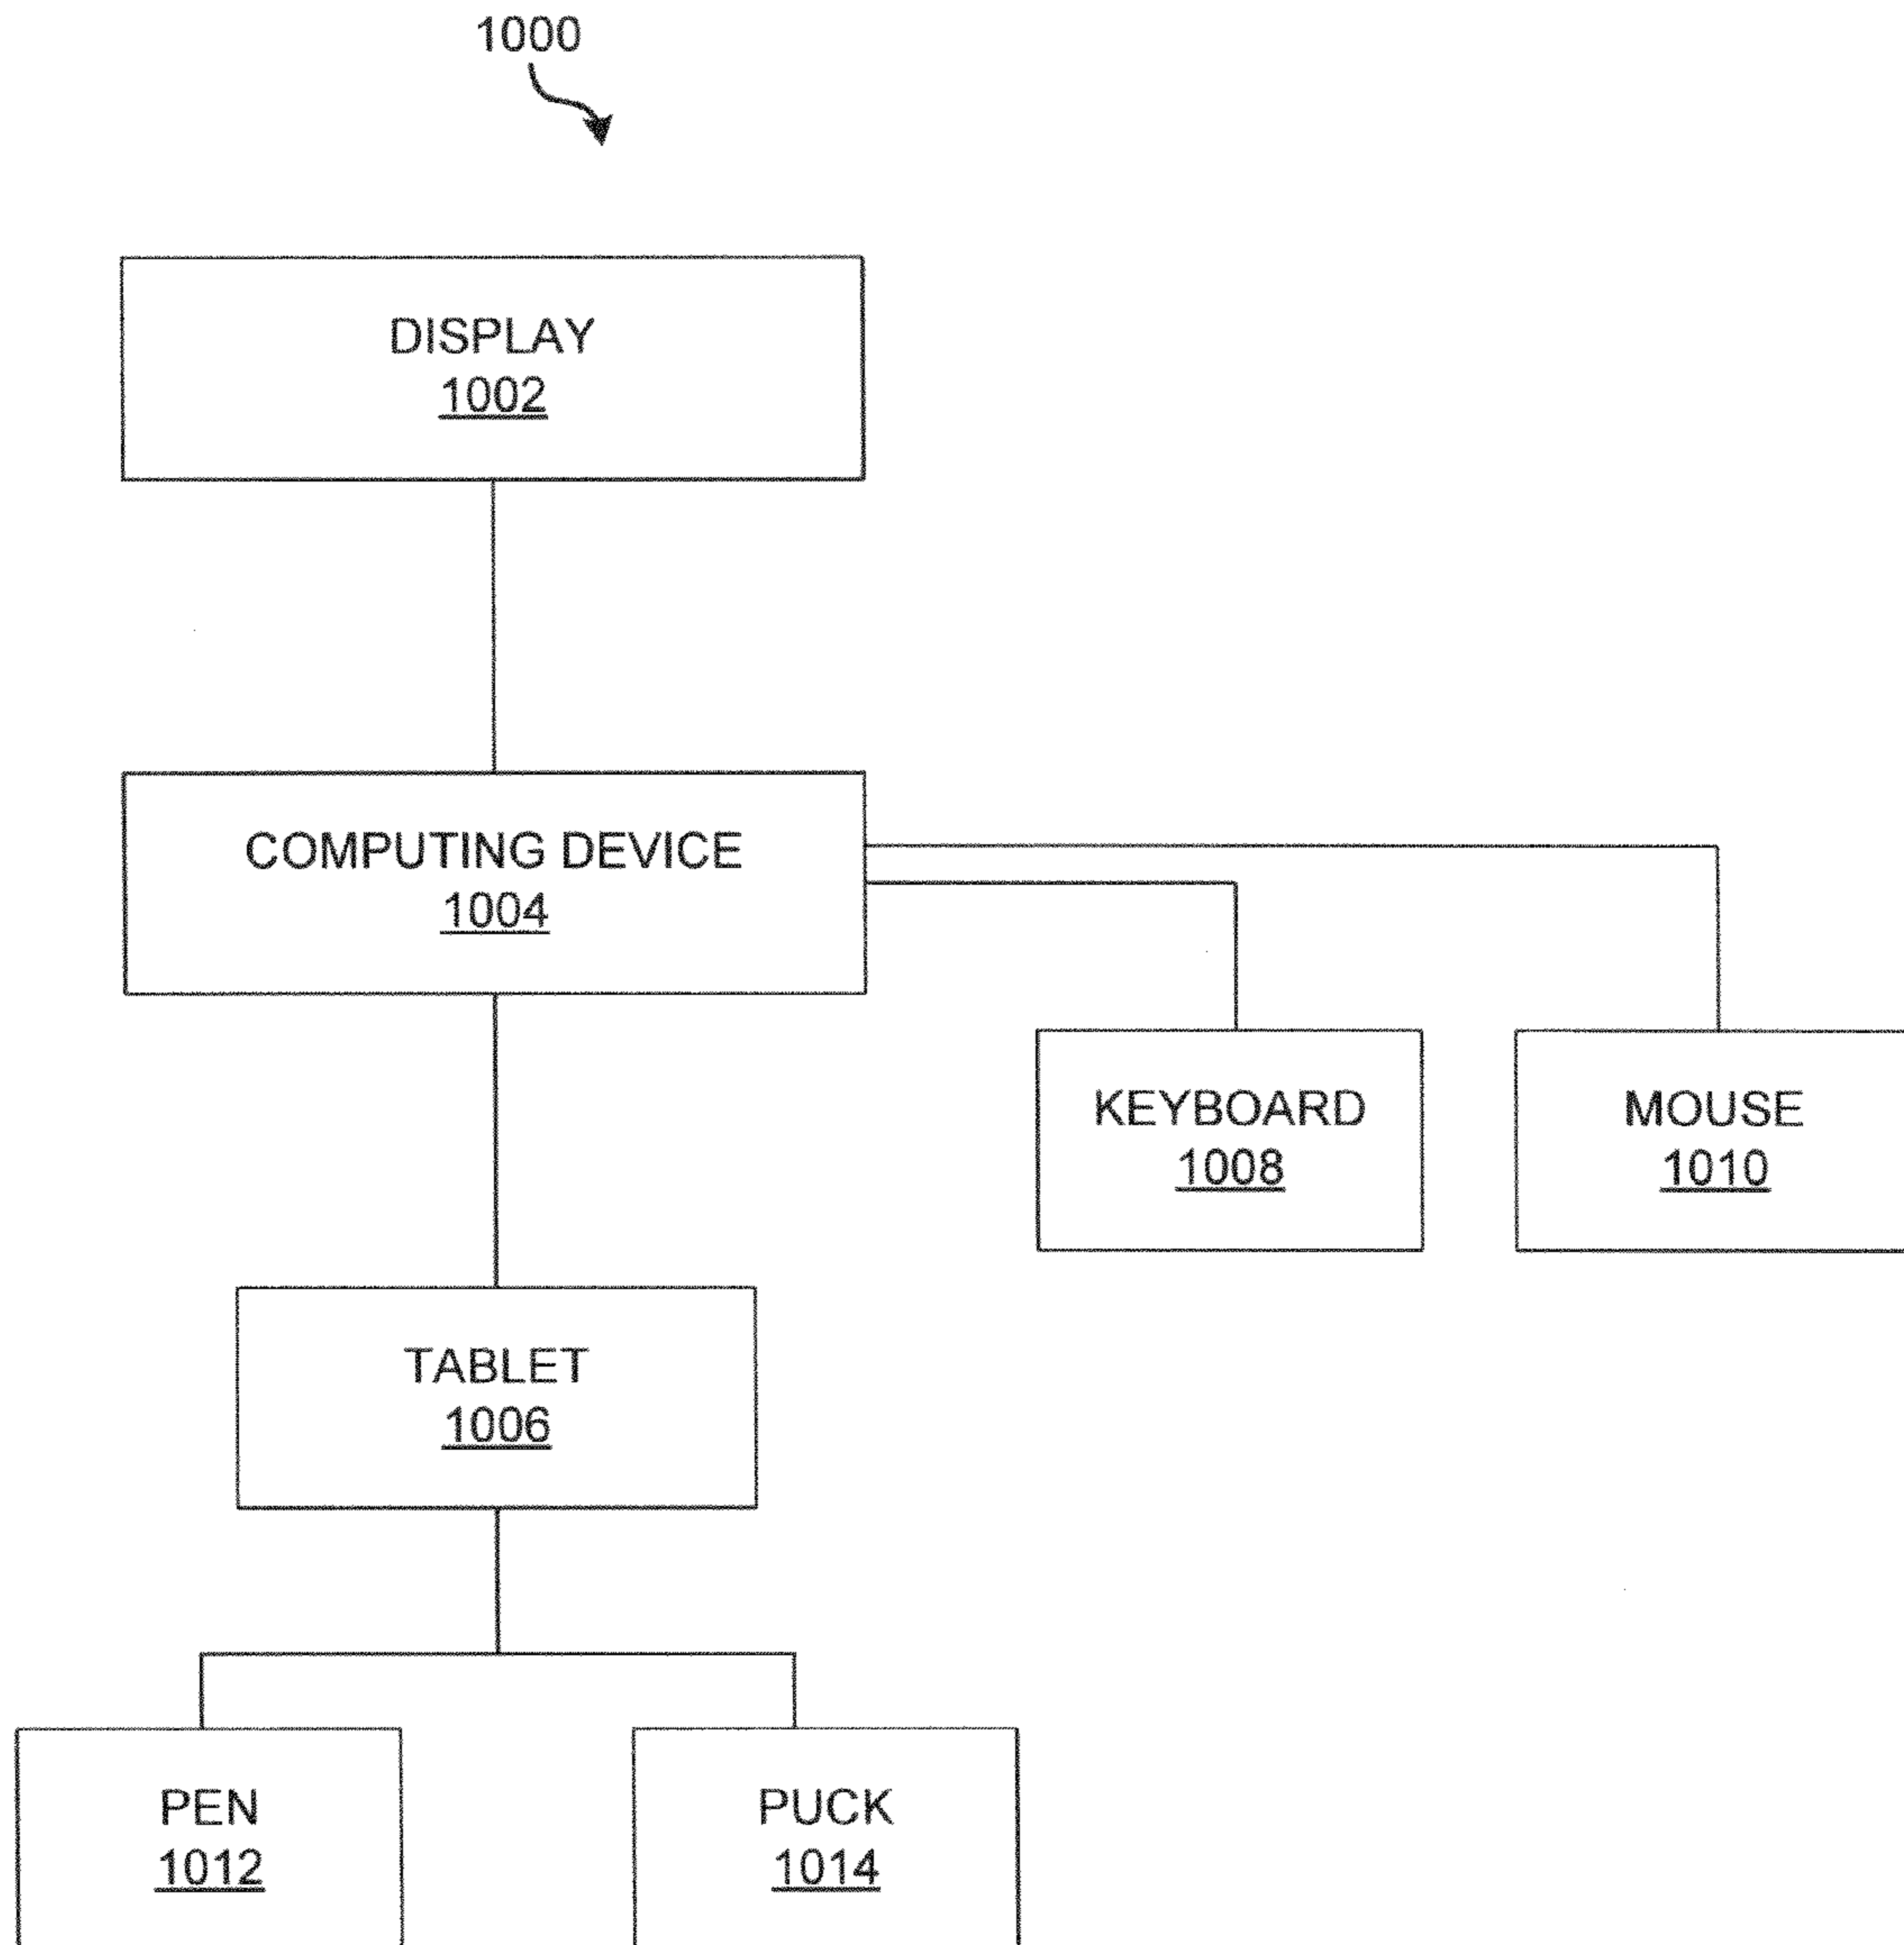 1000
DISPLAY
1002
COMPUTING DEVICE
1004
KEYBOARD
1008
MOUSE
1010
TABLET
1006
PEN
1012
PUCK
1014